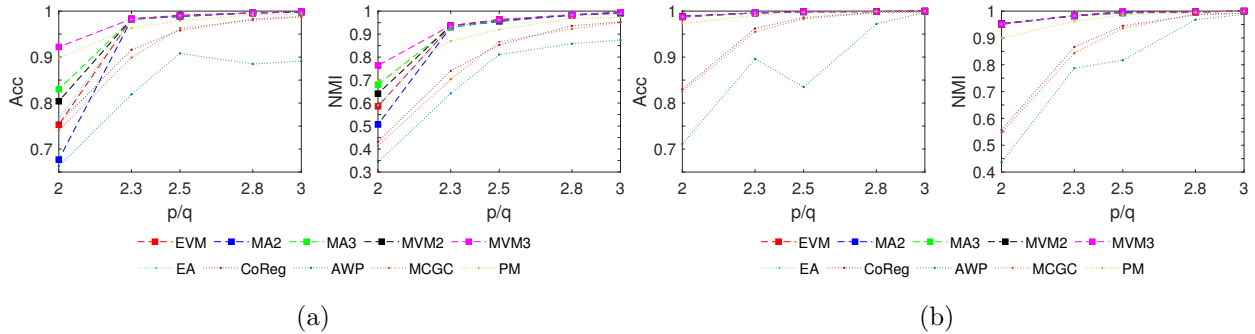 1
0.9
0.8
0.7
Acc
2 2.3 2.5 2.8 3
p/q
1
0.9
0.8
0.7
0.6
0.5
0.4
0.3
NMI
2 2.3 2.5 2.8 3
p/q
EVM MA2 MA3 MVM2 MVM3
EA CoReg AWP MCGC PM
(a)
1
0.9
0.8
0.7
Acc
2 2.3 2.5 2.8 3
p/q
1
0.9
0.8
0.7
0.6
0.5
0.4
NMI
2 2.3 2.5 2.8 3
p/q
EVM MA2 MA3 MVM2 MVM3
EA CoReg AWP MCGC PM
(b)